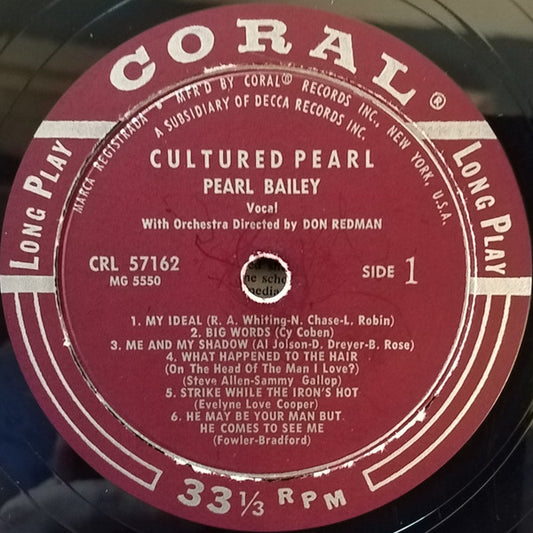 CORAL®
MARCA REGISTRADA • MFR'D BY CORAL® RECORDS INC., NEW YORK, U.S.A.
A SUBSIDIARY OF DECCA RECORDS INC.
LONG PLAY
LONG PLAY
CULTURED PEARL
PEARL BAILEY
Vocal
With Orchestra Directed by DON REDMAN
CRL 57162
MG 5550
SIDE 1
1. MY IDEAL (R. A. Whiting-N. Chase-L. Robin)
2. BIG WORDS (Cy Coben)
3. ME AND MY SHADOW (Al Jolson-D. Dreyer-B. Rose)
4. WHAT HAPPENED TO THE HAIR
(On The Head Of The Man I Love?)
(Steve Allen-Sammy Gallop)
5. STRIKE WHILE THE IRON'S HOT
(Evelyne Love Cooper)
6. HE MAY BE YOUR MAN BUT
HE COMES TO SEE ME
(Fowler-Bradford)
33 1/3 RPM